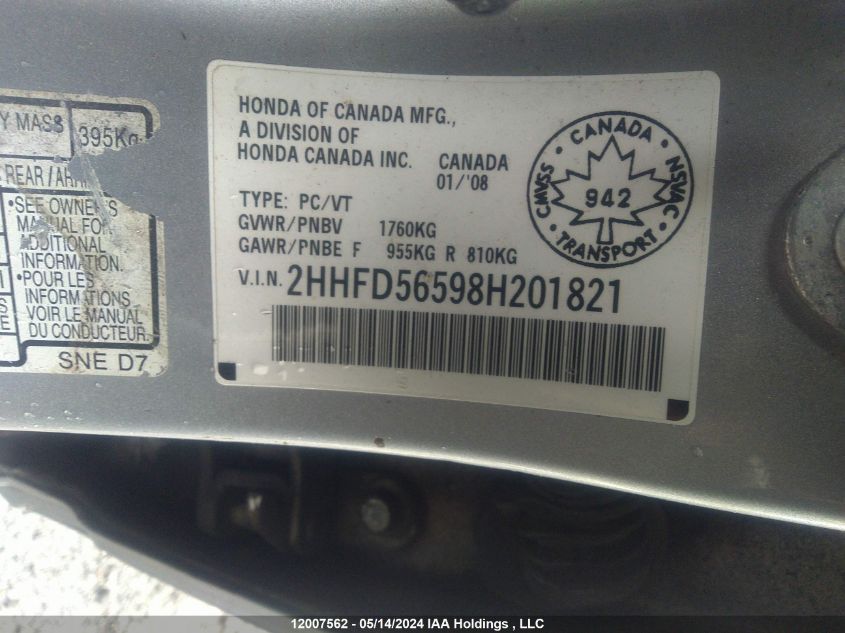 Y MASS 395Kg
REAR/ARR
•SEE OWNER'S
MANUAL FOR
ADDITIONAL
INFORMATION.
•POUR LES
INFORMATIONS
VOIR LE MANUAL
DU CONDUCTEUR.
SNE D7
HONDA OF CANADA MFG.,
A DIVISION OF
HONDA CANADA INC. CANADA
01/'08
TYPE: PC/VT
GVWR/PNBV 1760KG
GAWR/PNBE F 955KG R 810KG
V.I.N. 2HHFD56598H201821
CANADA
CMVSS
942
NSVAC
TRANSPORT
12007562 - 05/14/2024 IAA Holdings , LLC